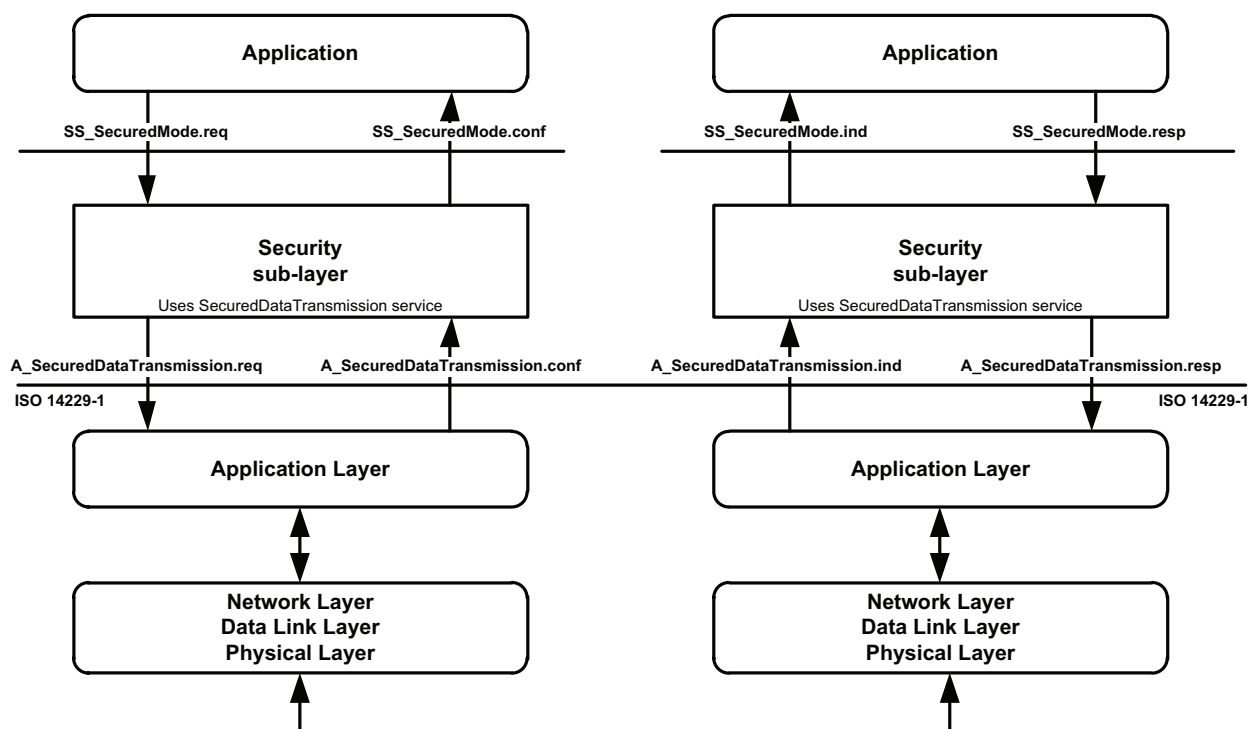 Application
Application
SS_SecuredMode.req
SS_SecuredMode.conf
SS_SecuredMode.ind
SS_SecuredMode.resp
Security
sub-layer
Uses SecuredDataTransmission service
Security
sub-layer
Uses SecuredDataTransmission service
A_SecuredDataTransmission.req
A_SecuredDataTransmission.conf
A_SecuredDataTransmission.ind
A_SecuredDataTransmission.resp
ISO 14229-1
ISO 14229-1
Application Layer
Application Layer
Network Layer
Data Link Layer
Physical Layer
Network Layer
Data Link Layer
Physical Layer